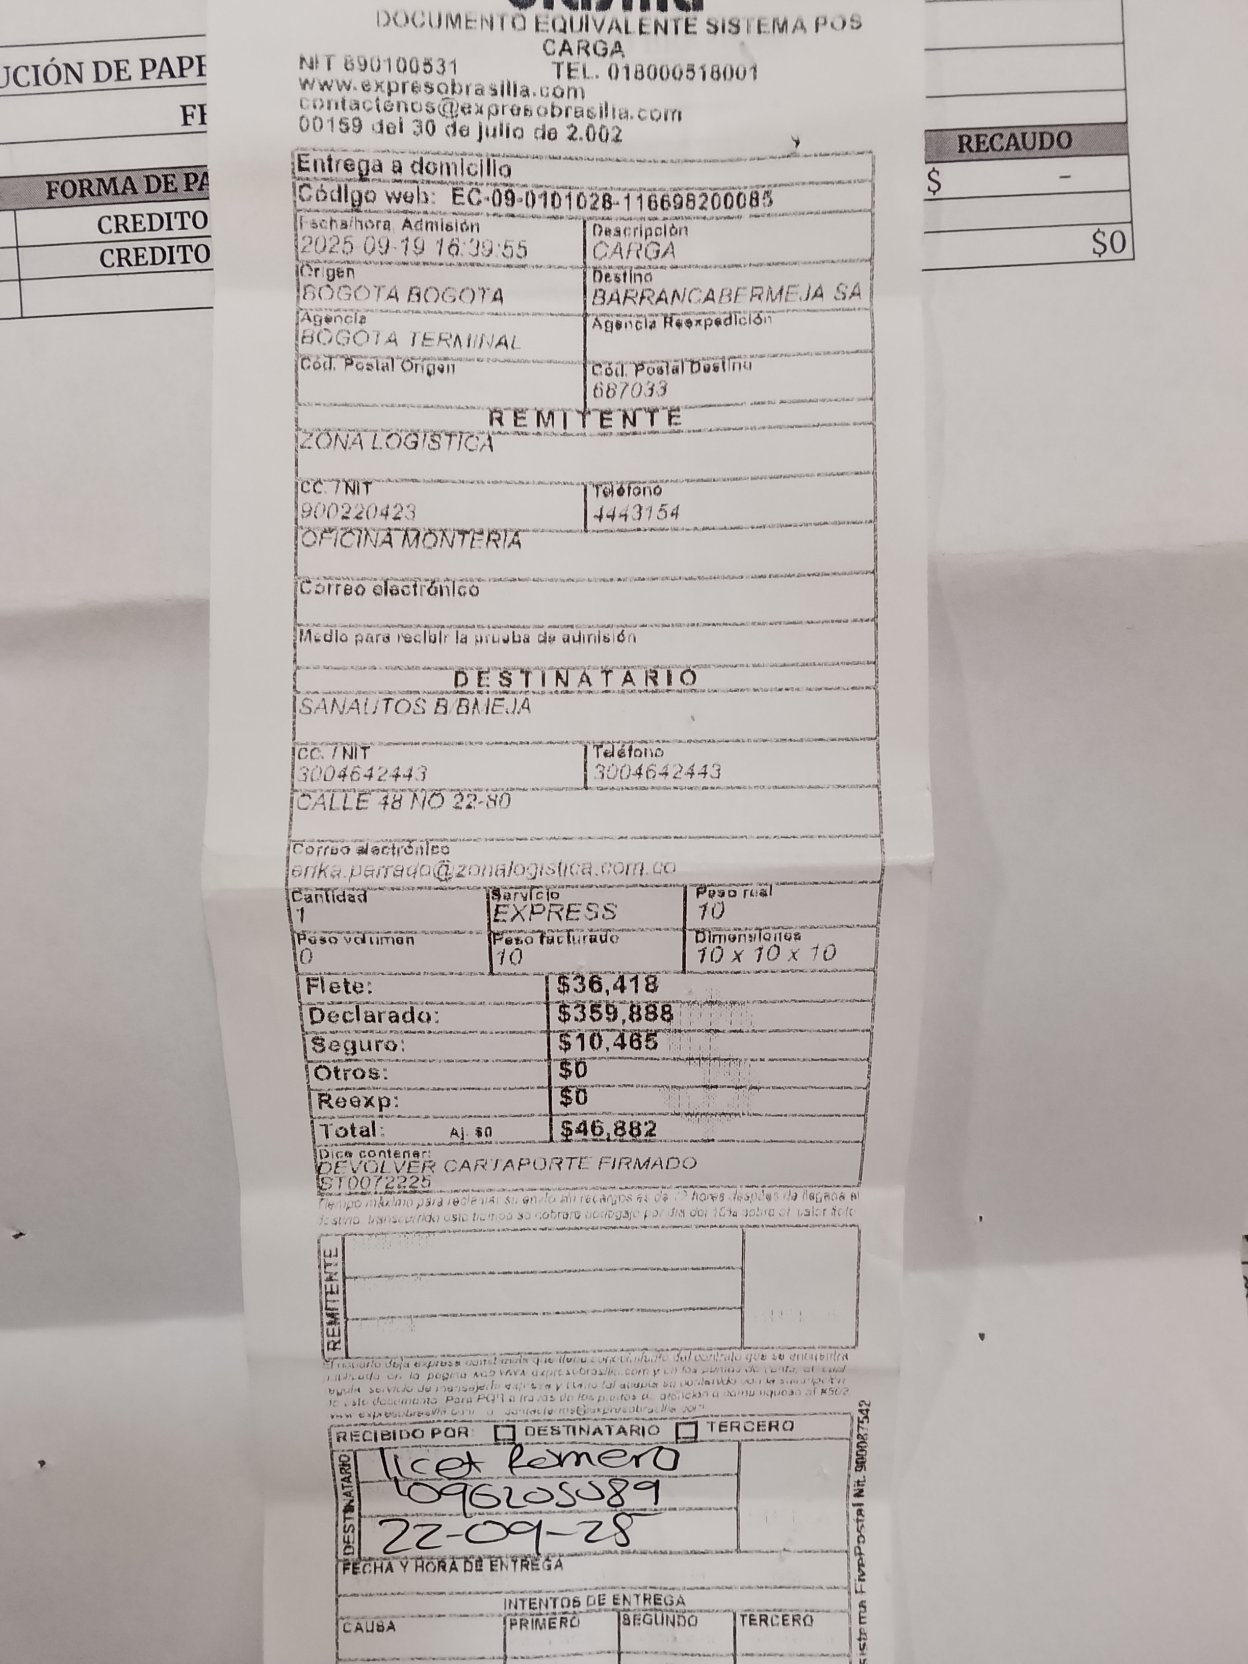 DOCUMENTO EQUIVALENTE SISTEMA POS
CARGA
NIT 890100531 TEL. 018000518001
www.expresobrasilia.com
contactenos@expresobrasilia.com
00159 del 30 de julio de 2.002
UCIÓN DE PAPE
FE
FORMA DE PA
CREDITO
CREDITO
RECAUDO
$ -
$0
Entrega a domicilio
Código web: EC-09-0101028-116698200085
Fecha/hora Admisión Descripción
2025-09-19 16:39:55 CARGA
Origen Destino
BOGOTA BOGOTA BARRANCABERMEJA SA
Agencia Agencia Reexpedición
BOGOTA TERMINAL
Cód. Postal Origen Cód. Postal Destino
687033
REMITENTE
ZONA LOGISTICA
CC. / NIT Teléfono
900220423 4443154
OFICINA MONTERIA
Correo electrónico
Medio para recibir la prueba de admisión
DESTINATARIO
SANAUTOS B/BMEJA
CC. / NIT Teléfono
3004642443 3004642443
CALLE 48 NO 22-80
Correo electrónico
erika.parrado@zonalogistica.com.co
Cantidad Servicio Peso real
1 EXPRESS 10
Peso volumen Peso facturado Dimensiones
0 10 10 x 10 x 10
Flete: $36,418
Declarado: $359,888
Seguro: $10,465
Otros: $0
Reexp: $0
Total: Aj. $0 $46,882
Dice contener:
DEVOLVER CARTAPORTE FIRMADO
ST0072225
REMITENTE
RECIBIDO POR: DESTINATARIO TERCERO
DESTINATARIO
licet Romero
1096205089
22-09-25
FECHA Y HORA DE ENTREGA
INTENTOS DE ENTREGA
CAUSA PRIMERO SEGUNDO TERCERO
istema FivePostal Nit. 900087542